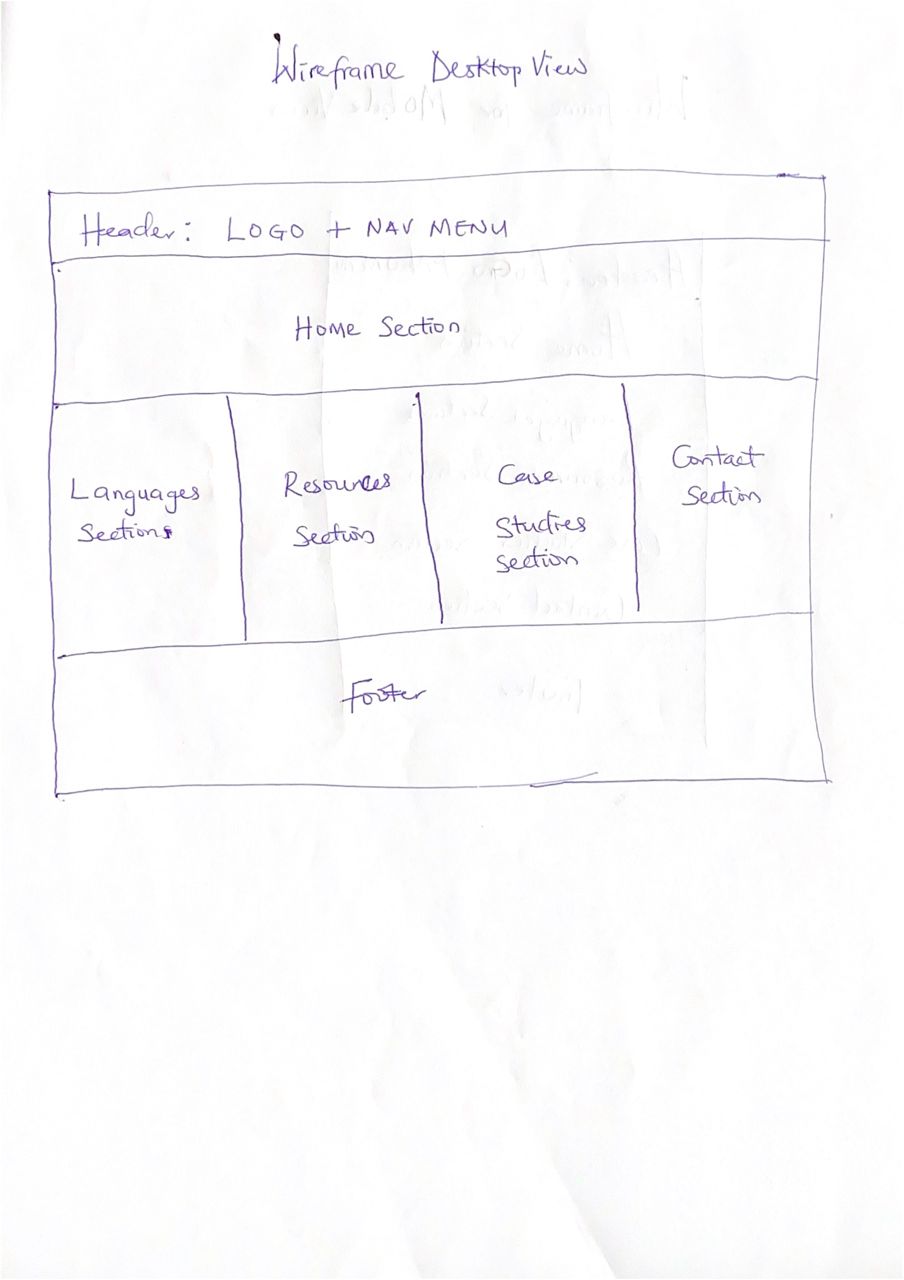 Wireframe Desktop View
Header: LOGO + NAV MENU
Home Section
Languages
Sections
Resources
Section
Case
Studies
Section
Contact
Section
Footer